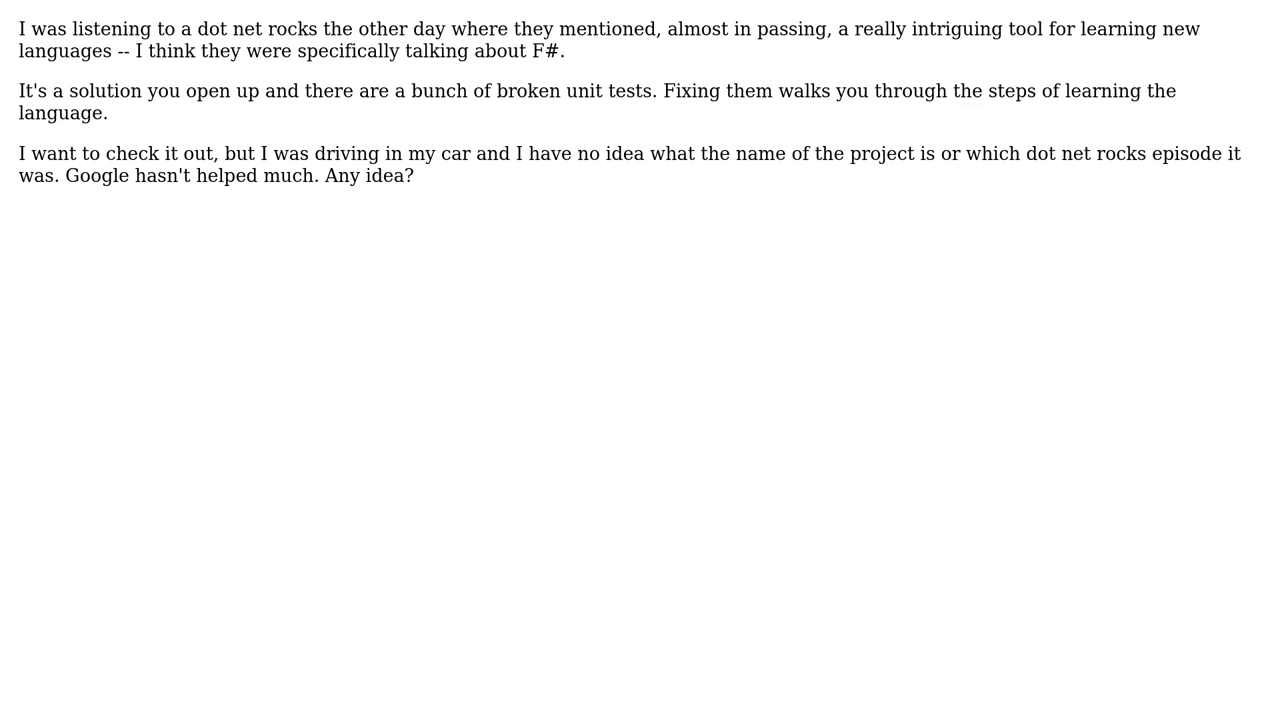 I was listening to a dot net rocks the other day where they mentioned, almost in passing, a really intriguing tool for learning new
languages -- I think they were specifically talking about F#.
It's a solution you open up and there are a bunch of broken unit tests. Fixing them walks you through the steps of learning the
language.
I want to check it out, but I was driving in my car and I have no idea what the name of the project is or which dot net rocks episode it
was. Google hasn't helped much. Any idea?